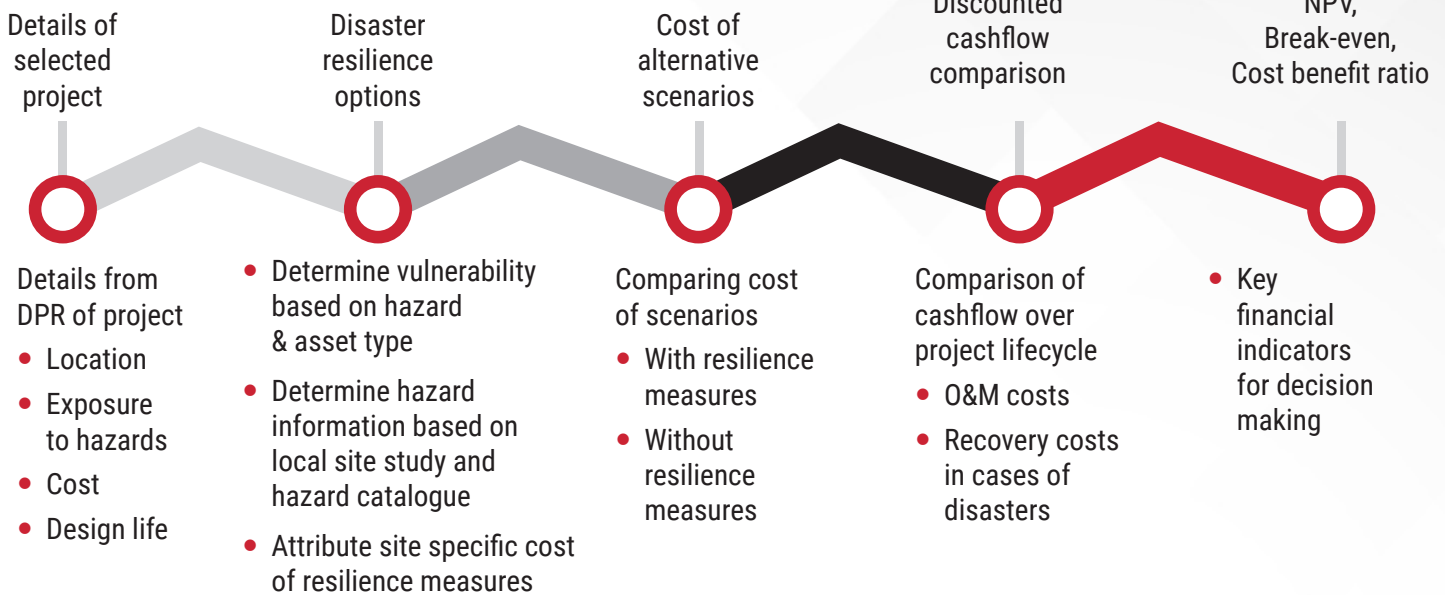 Details of
selected
project
Disaster
resilience
options
Cost of
alternative
scenarios
Discounted
cashflow
comparison
NPV,
Break-even,
Cost benefit ratio
Details from
DPR of project
• Location
• Exposure
to hazards
• Cost
• Design life
• Determine vulnerability
based on hazard
& asset type
• Determine hazard
information based on
local site study and
hazard catalogue
• Attribute site specific cost
of resilience measures
Comparing cost
of scenarios
• With resilience
measures
• Without
resilience
measures
Comparison of
cashflow over
project lifecycle
• O&M costs
• Recovery costs
in cases of
disasters
• Key
financial
indicators
for decision
making